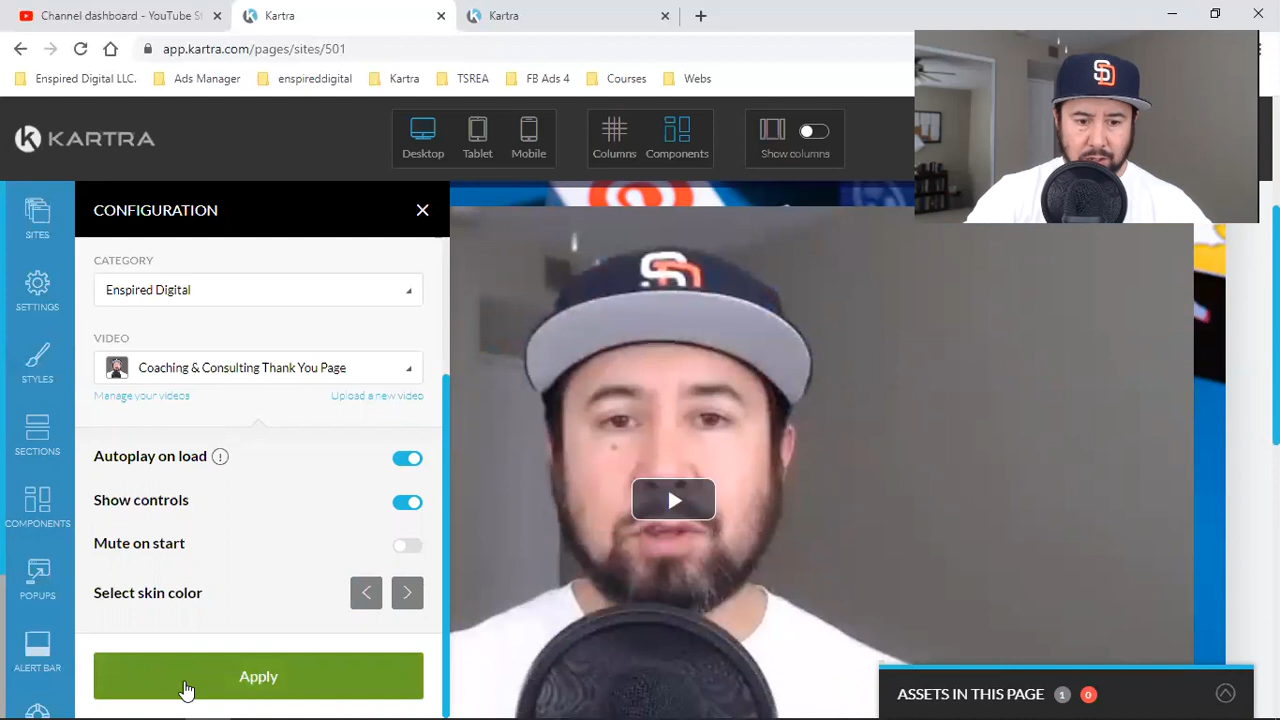 Channel dashboard - YouTube St
Kartra
Kartra
app.kartra.com/pages/sites/501
Enspired Digital LLC.
Ads Manager
enspireddigital
Kartra
TSREA
FB Ads 4
Courses
Webs
KARTRA
Desktop
Tablet
Mobile
Columns
Components
Show columns
SITES
SETTINGS
STYLES
SECTIONS
COMPONENTS
POPUPS
ALERT BAR
CONFIGURATION
CATEGORY
Enspired Digital
VIDEO
Coaching & Consulting Thank You Page
Manage your videos
Upload a new video
Autoplay on load
Show controls
Mute on start
Select skin color
Apply
SD
SD
ASSETS IN THIS PAGE 1 0